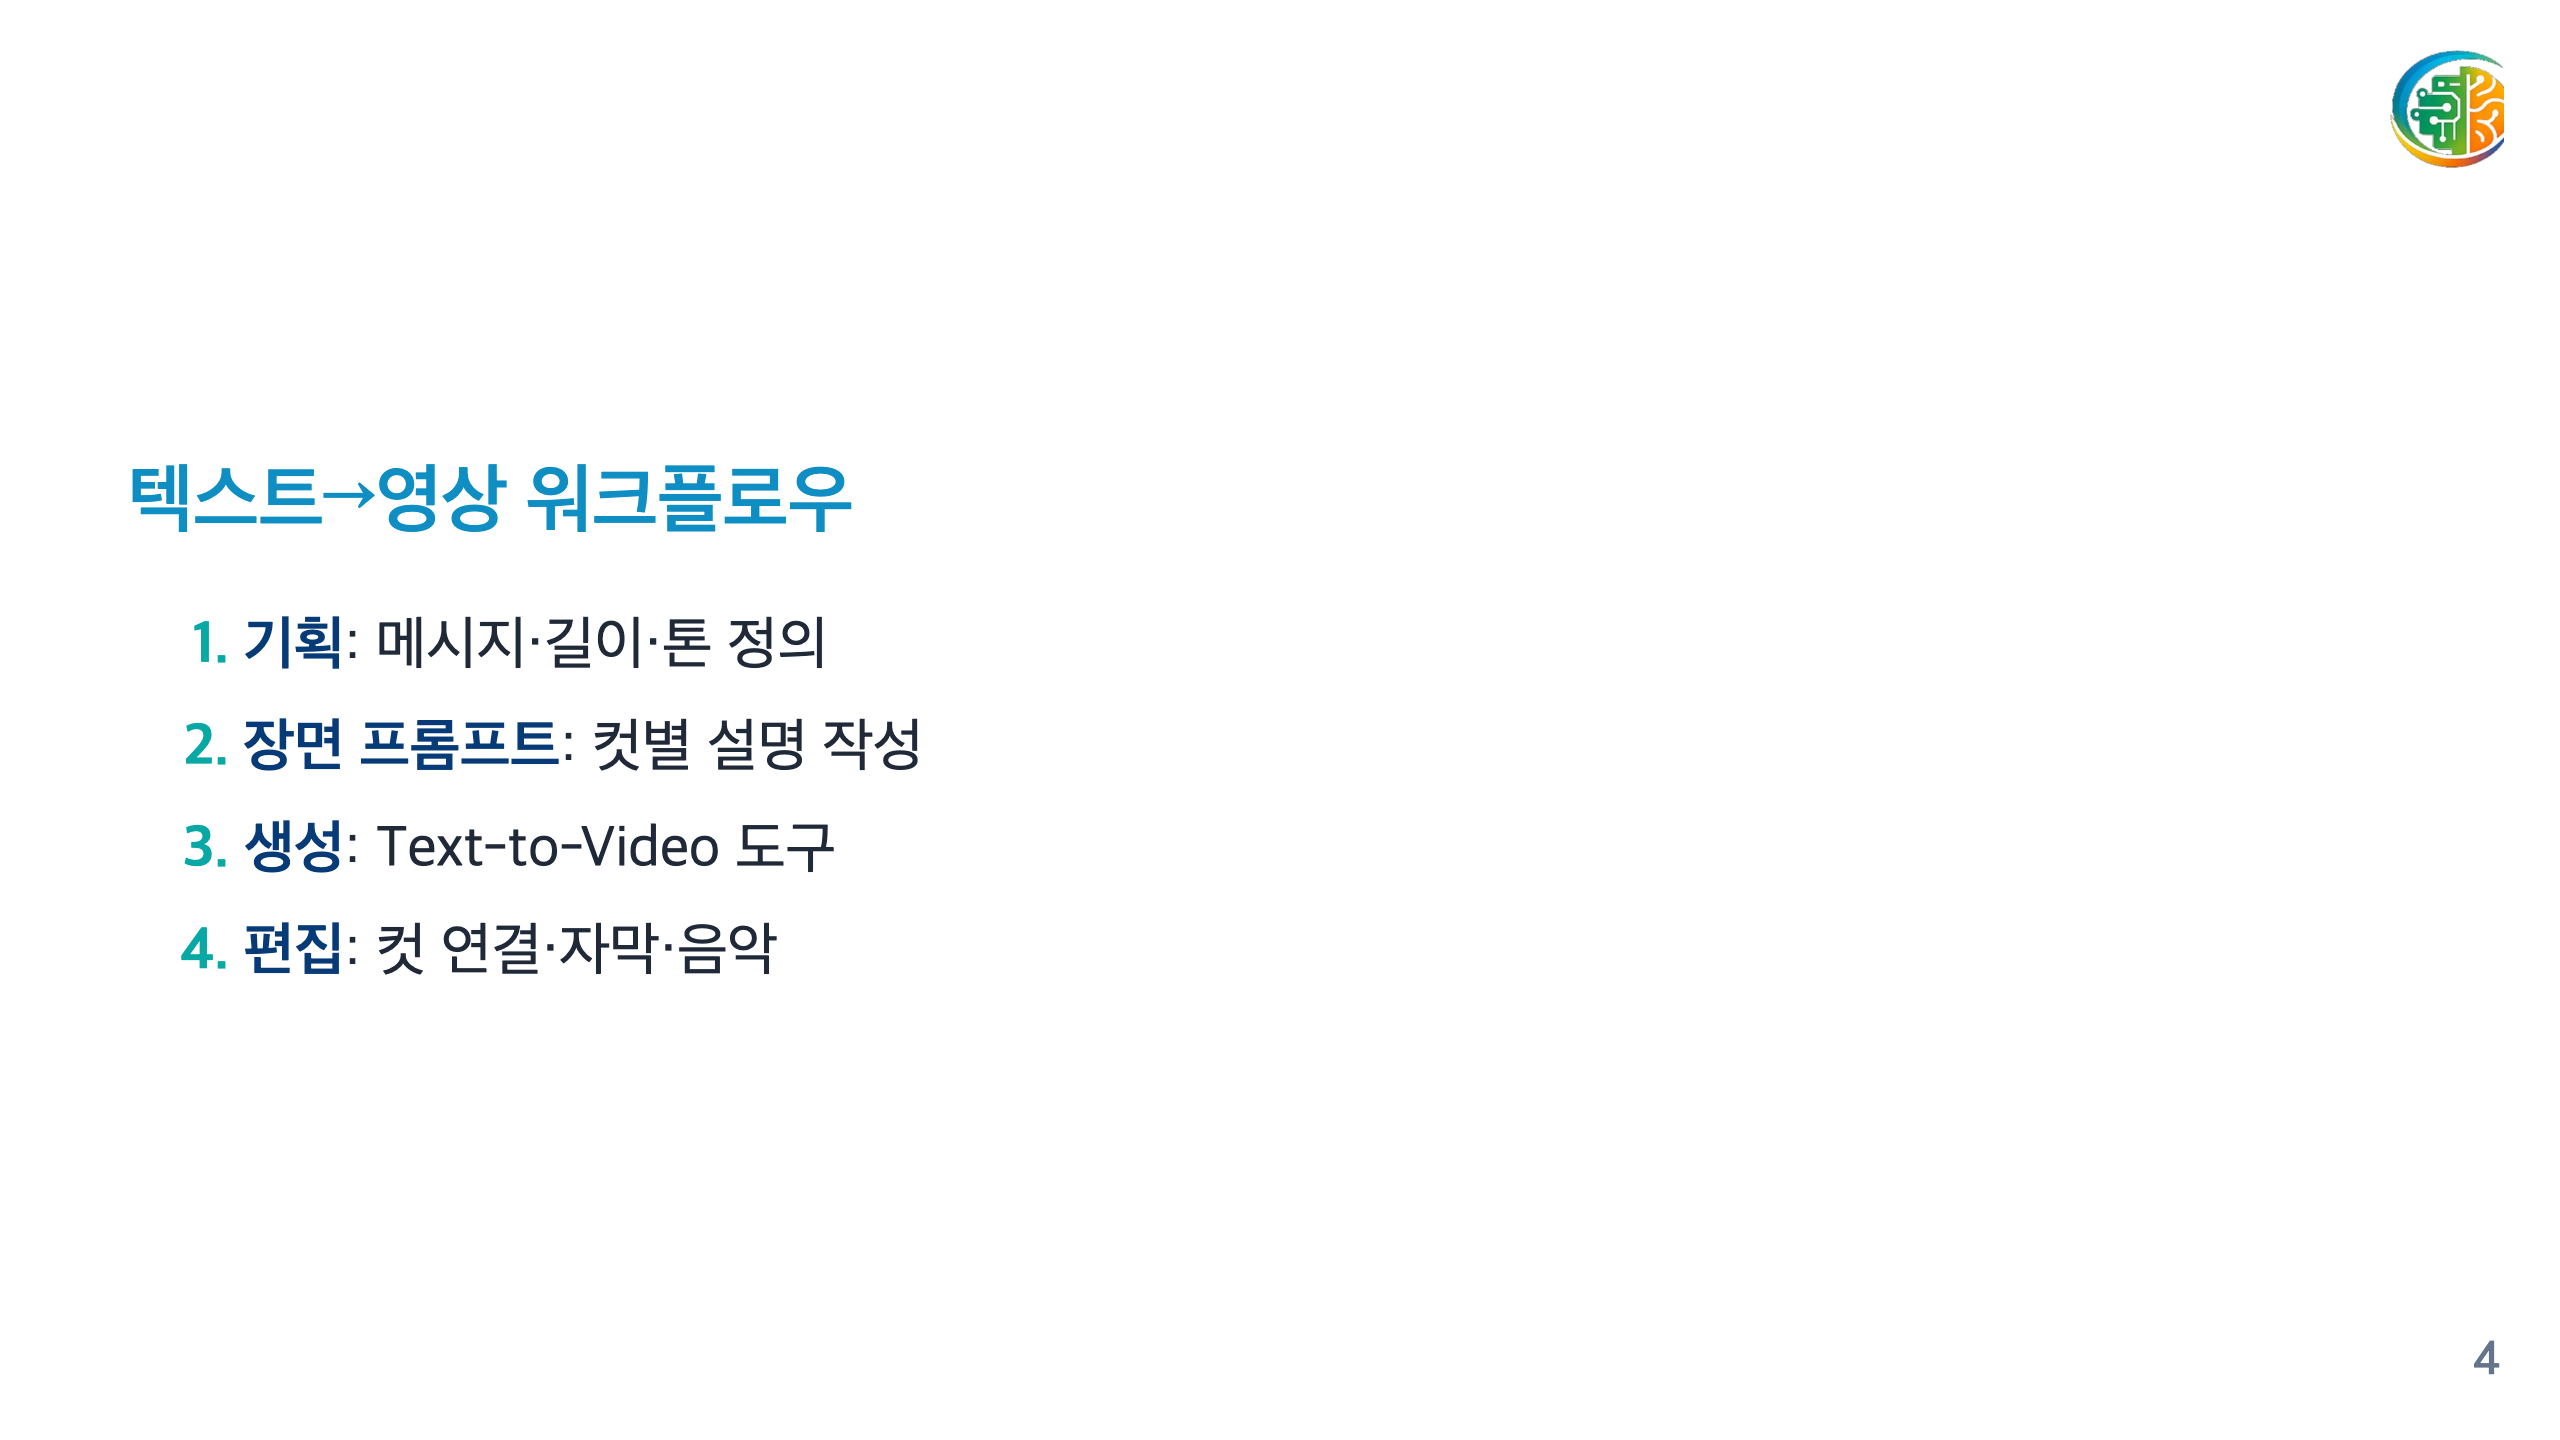 텍스트→영상 워크플로우
1. 기획: 메시지·길이·톤 정의
2. 장면 프롬프트: 컷별 설명 작성
3. 생성: Text-to-Video 도구
4. 편집: 컷 연결·자막·음악
4